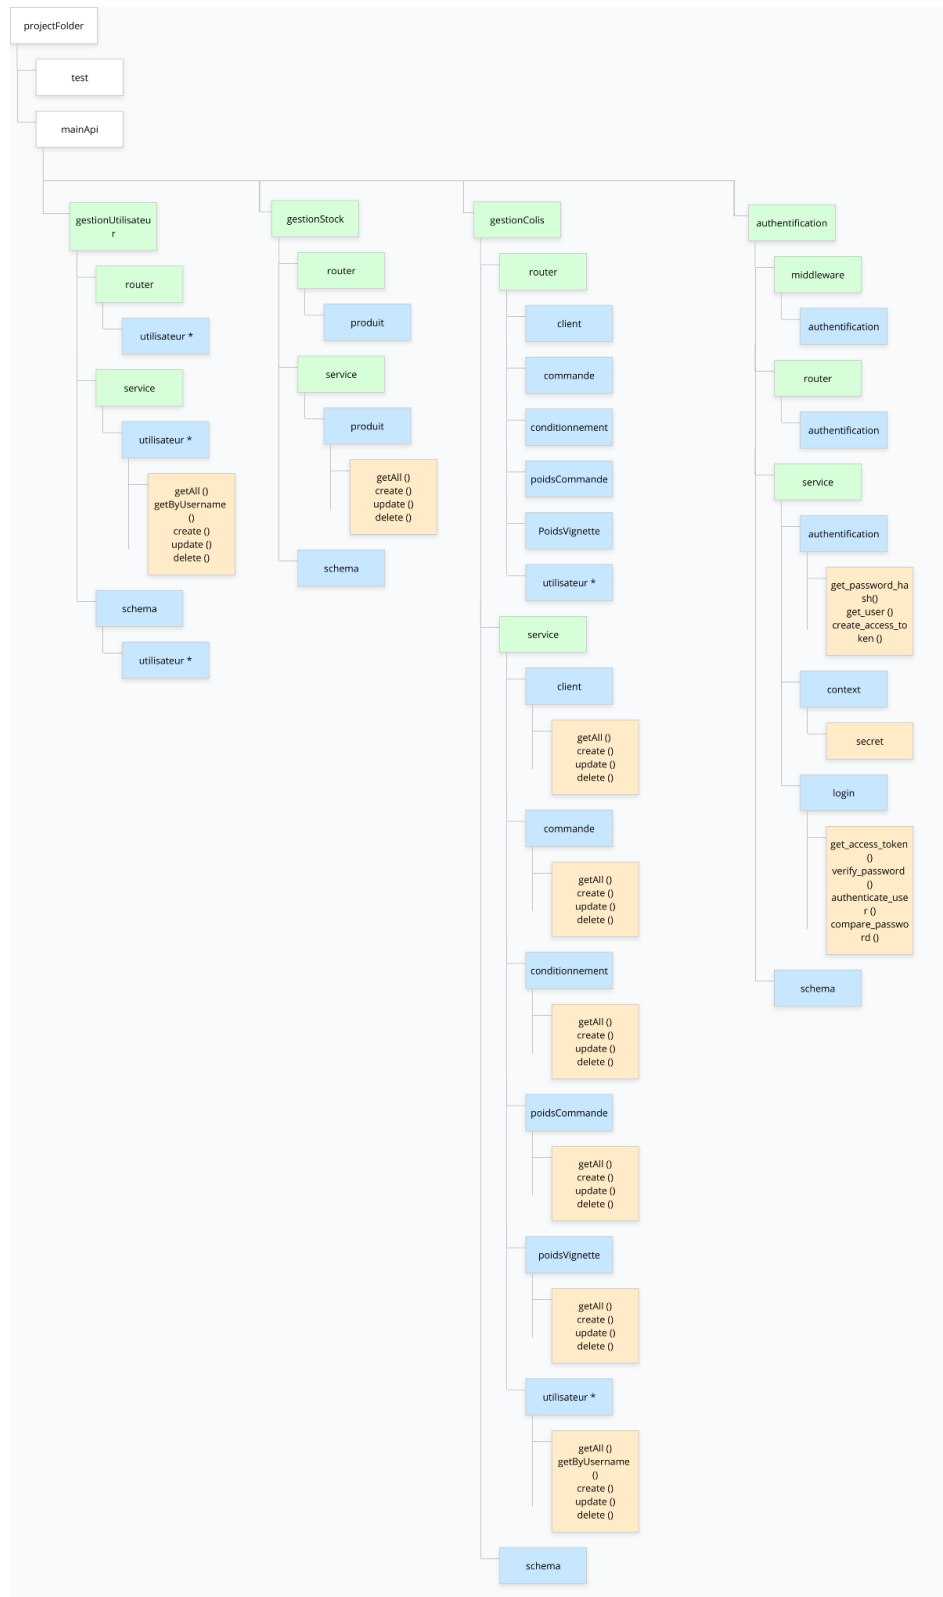 projectFolder
test
mainApi
gestionUtilisateu
r
router
utilisateur *
service
utilisateur *
getAll ()
getByUsername
()
create ()
update ()
delete ()
schema
utilisateur *
gestionStock
router
produit
service
produit
getAll ()
create ()
update ()
delete ()
schema
gestionColis
router
client
commande
conditionnement
poidsCommande
PoidsVignette
utilisateur *
service
client
getAll ()
create ()
update ()
delete ()
commande
getAll ()
create ()
update ()
delete ()
conditionnement
getAll ()
create ()
update ()
delete ()
poidsCommande
getAll ()
create ()
update ()
delete ()
poidsVignette
getAll ()
create ()
update ()
delete ()
utilisateur *
getAll ()
getByUsername
()
create ()
update ()
delete ()
schema
authentification
middleware
authentification
router
authentification
service
authentification
get_password_ha
sh()
get_user ()
create_access_to
ken ()
context
secret
login
get_access_token
()
verify_password
()
authenticate_use
r ()
compare_passwo
rd ()
schema